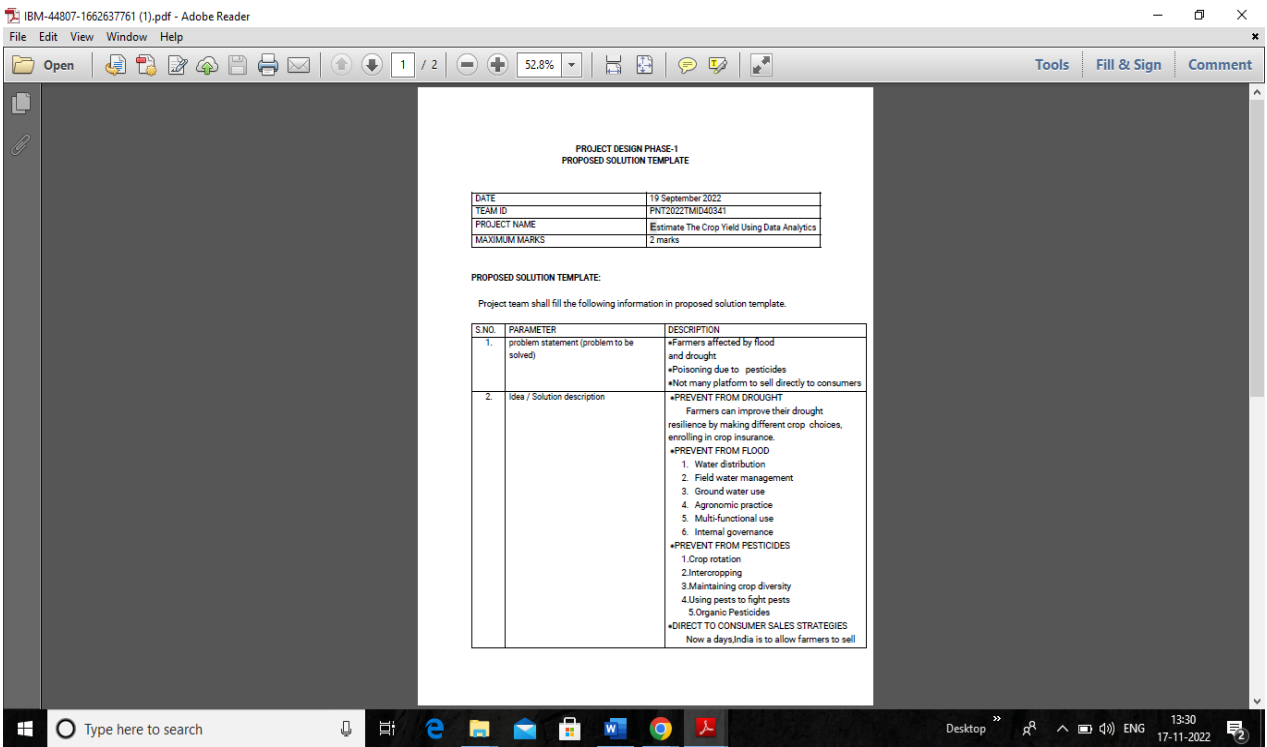 IBM-44807-1662637761 (1).pdf - Adobe Reader
File Edit View Window Help
Open 1 / 2 52.8% Tools Fill & Sign Comment
PROJECT DESIGN PHASE-1
PROPOSED SOLUTION TEMPLATE
DATE 19 September 2022
TEAM ID PNT2022TMID40341
PROJECT NAME Estimate The Crop Yield Using Data Analytics
MAXIMUM MARKS 2 marks
PROPOSED SOLUTION TEMPLATE:
Project team shall fill the following information in proposed solution template.
S.NO. PARAMETER DESCRIPTION
1. problem statement (problem to be •Farmers affected by flood
solved) and drought
•Poisoning due to pesticides
•Not many platform to sell directly to consumers
2. Idea / Solution description •PREVENT FROM DROUGHT
Farmers can improve their drought
resilience by making different crop choices,
enrolling in crop insurance.
•PREVENT FROM FLOOD
1. Water distribution
2. Field water management
3. Ground water use
4. Agronomic practice
5. Multi-functional use
6. Internal governance
•PREVENT FROM PESTICIDES
1.Crop rotation
2.Intercropping
3.Maintaining crop diversity
4.Using pests to fight pests
5.Organic Pesticides
•DIRECT TO CONSUMER SALES STRATEGIES
Now a days,India is to allow farmers to sell
Type here to search Desktop ENG 13:30
17-11-2022 2